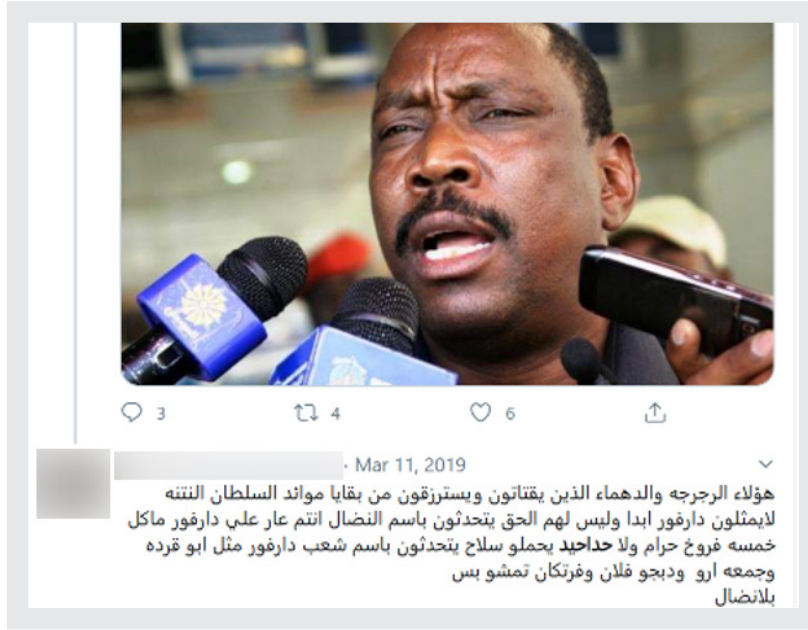 3
4
6
· Mar 11, 2019
هؤلاء الرجرجه والدهماء الذين يقتاتون ويسترزقون من بقايا موائد السلطان النتنه
لايمثلون دارفور ابدا وليس لهم الحق يتحدثون باسم النضال انتم عار علي دارفور ماكل
خمسه فروخ حرام ولا حداحيد يحملو سلاح يتحدثون باسم شعب دارفور مثل ابو قرده
وجمعه ارو ودبجو فلان وفرتكان تمشو بس
بلانضال